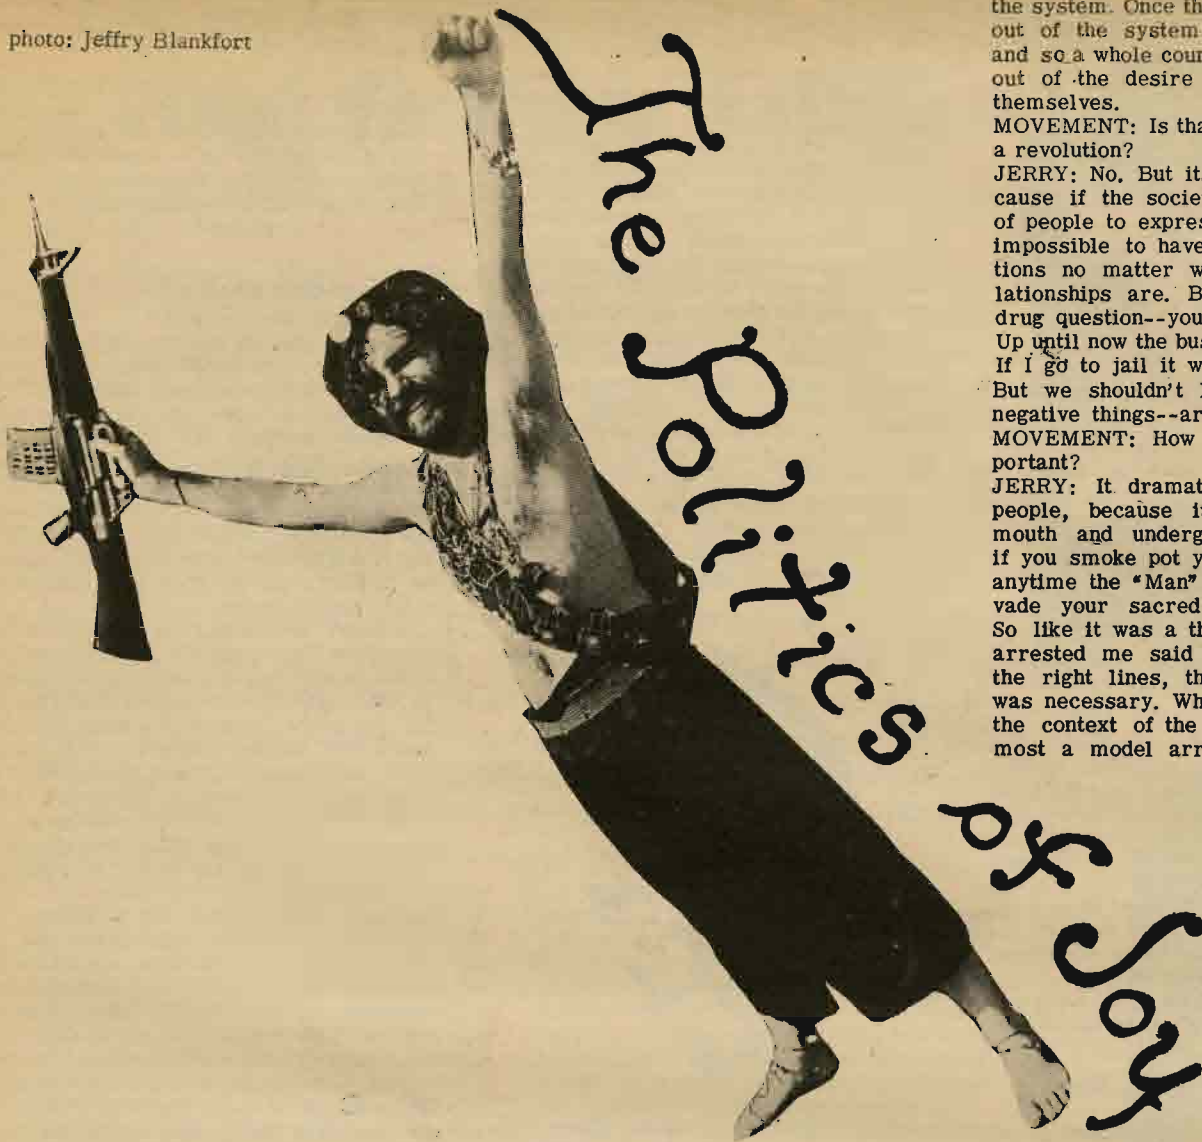 photo: Jeffry Blankfort
The Politics of Joy
the system. Once th
out of the system
and so a whole coun
out of the desire
themselves.
MOVEMENT: Is tha
a revolution?
JERRY: No. But it
cause if the socie
of people to expres
impossible to have
tions no matter w
lationships are. B
drug question--you
Up until now the bus
If I go to jail it w
But we shouldn't
negative things--ar
MOVEMENT: How
portant?
JERRY: It dramat
people, because i
mouth and underg
if you smoke pot y
anytime the "Man"
vade your sacred
So like it was a th
arrested me said
the right lines, th
was necessary. Wh
the context of the
most a model arr